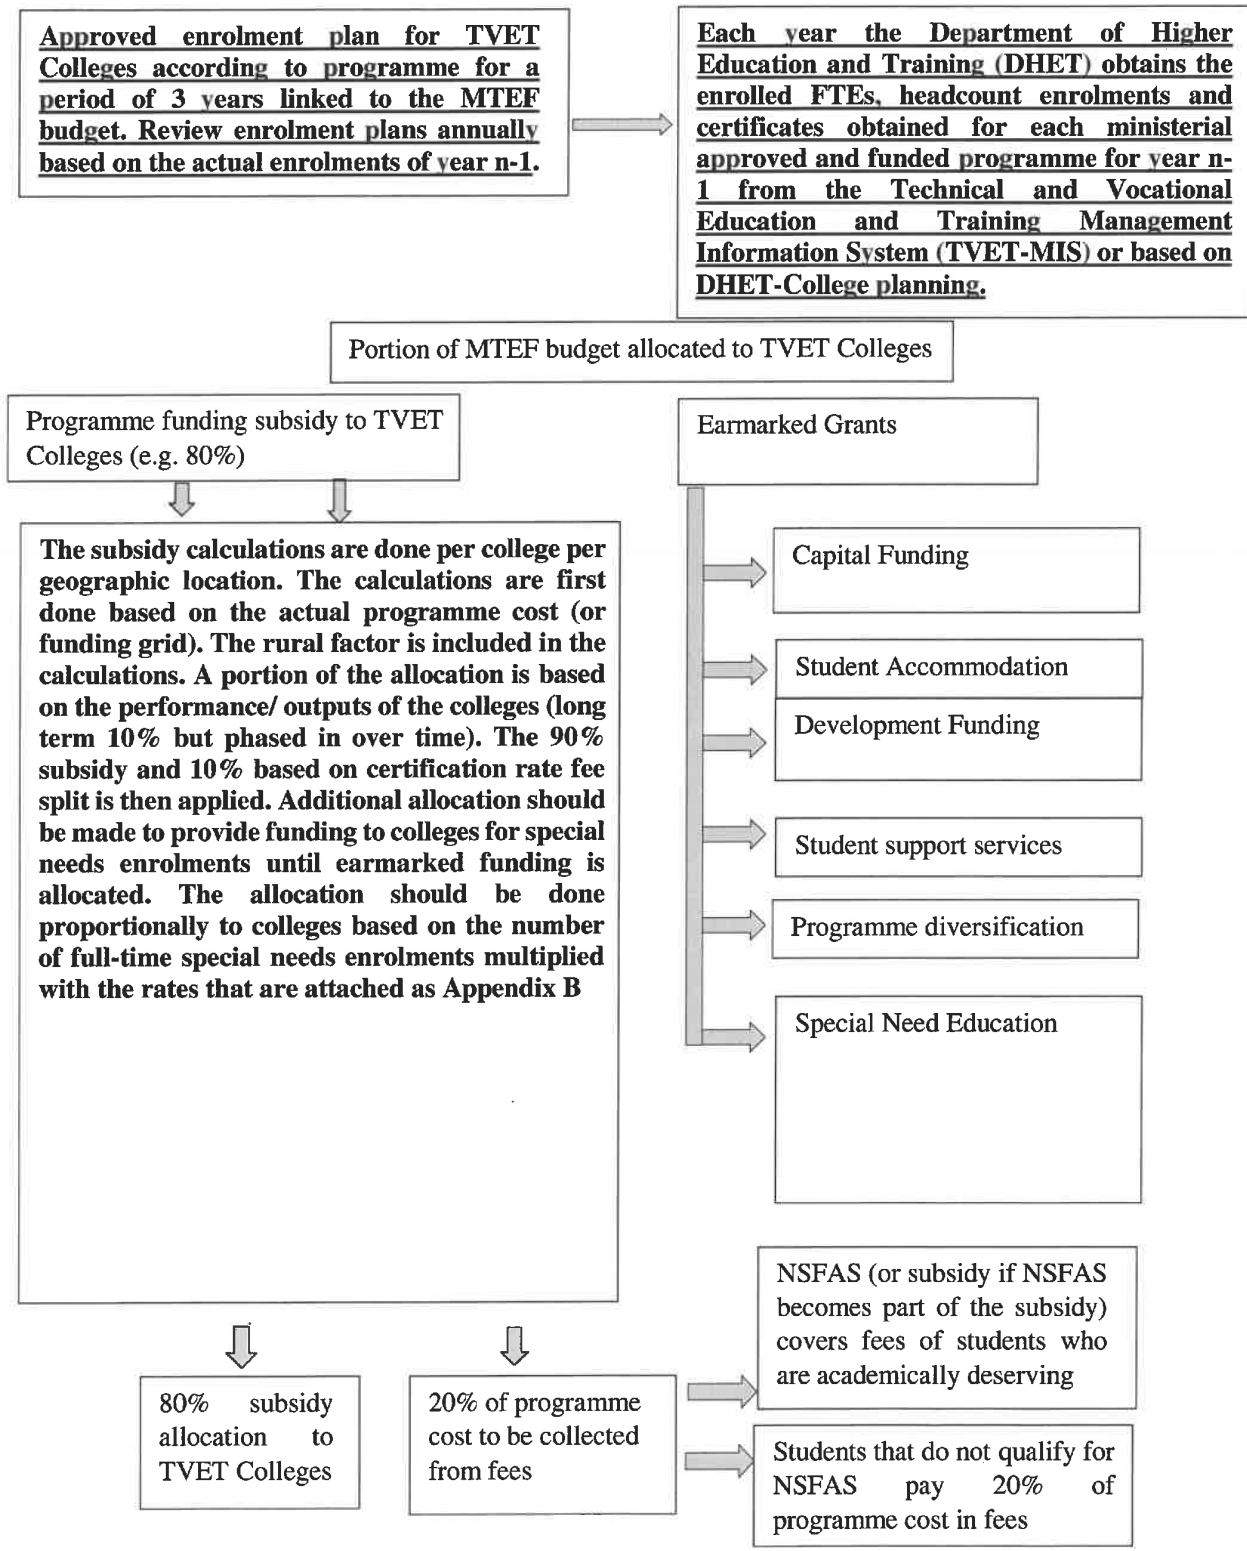 Approved enrolment plan for TVET
Colleges according to programme for a
period of 3 years linked to the MTEF
budget. Review enrolment plans annually
based on the actual enrolments of year n-1.
Each year the Department of Higher
Education and Training (DHET) obtains the
enrolled FTEs, headcount enrolments and
certificates obtained for each ministerial
approved and funded programme for year n-
1 from the Technical and Vocational
Education and Training Management
Information System (TVET-MIS) or based on
DHET-College planning.
Portion of MTEF budget allocated to TVET Colleges
Programme funding subsidy to TVET
Colleges (e.g. 80%)
The subsidy calculations are done per college per
geographic location. The calculations are first
done based on the actual programme cost (or
funding grid). The rural factor is included in the
calculations. A portion of the allocation is based
on the performance/ outputs of the colleges (long
term 10% but phased in over time). The 90%
subsidy and 10% based on certification rate fee
split is then applied. Additional allocation should
be made to provide funding to colleges for special
needs enrolments until earmarked funding is
allocated. The allocation should be done
proportionally to colleges based on the number
of full-time special needs enrolments multiplied
with the rates that are attached as Appendix B
Earmarked Grants
Capital Funding
Student Accommodation
Development Funding
Student support services
Programme diversification
Special Need Education
80% subsidy
allocation to
TVET Colleges
20% of programme
cost to be collected
from fees
NSFAS (or subsidy if NSFAS
becomes part of the subsidy)
covers fees of students who
are academically deserving
Students that do not qualify for
NSFAS pay 20% of
programme cost in fees